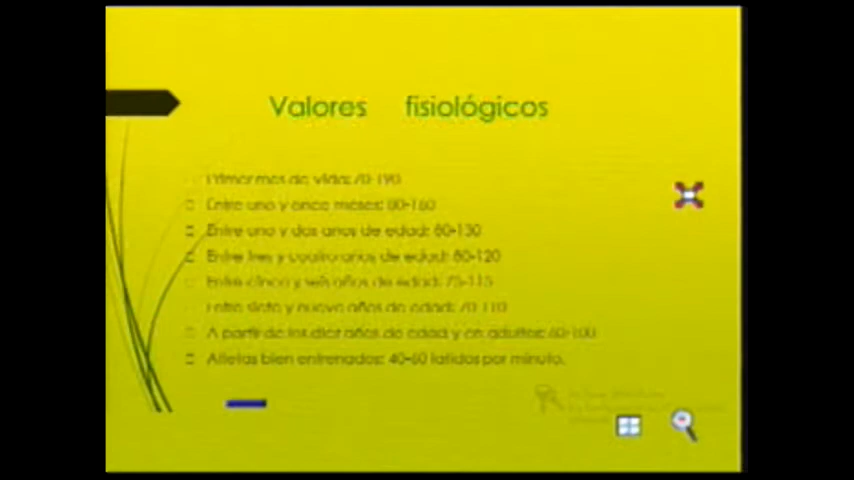 Valores fisiológicos
Primer mes de vida: 70-190
Entre uno y once meses: 80-160
Entre uno y dos años de edad: 80-130
Entre tres y cuatro años de edad: 80-120
Entre cinco y seis años de edad: 75-115
Entre siete y nueve años de edad: 70-110
A partir de los diez años de edad y en adultos: 60-100
Atletas bien entrenados: 40-60 latidos por minuto.